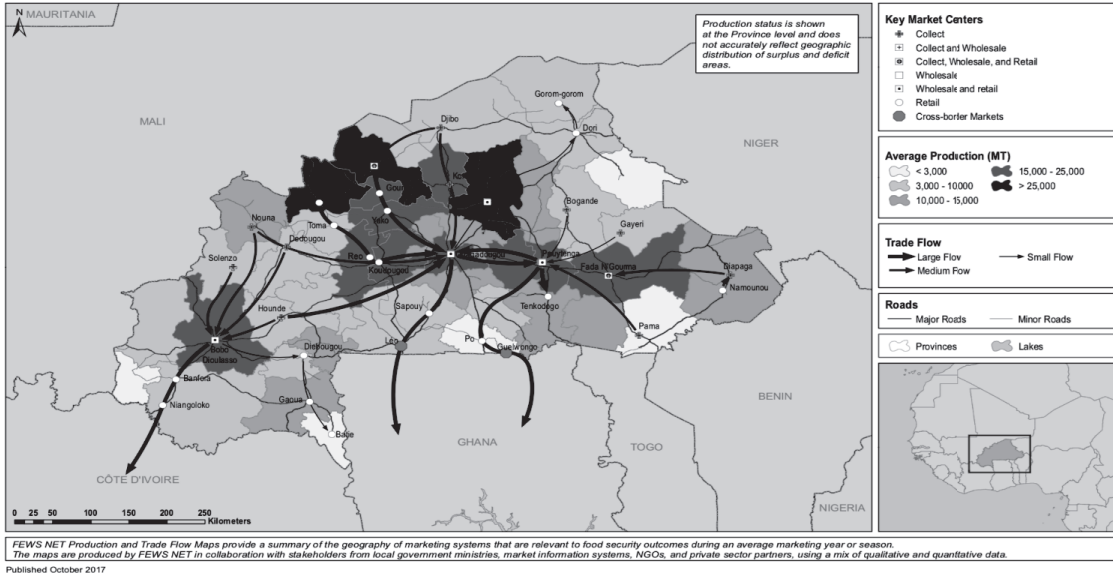 N
MAURITANIA
Production status is shown
at the Province level and does
not accurately reflect geographic
distribution of surplus and deficit
areas.
MALI
NIGER
Gorom-gorom
Djibo
Dori
Nouna
Dedougou
Toma
Yako
Bogande
Gayeri
Solenzo
Reo
Koudougou
Pouytenga
Fada N'Gourma
Diapaga
Namounou
Hounde
Sapouy
Tenkodogo
Pama
Bobo
Dioulasso
Diebougou
Leo
Po
Guelwongo
Banfora
Niangoloko
Gaoua
Batie
BENIN
GHANA
TOGO
CÔTE D'IVOIRE
NIGERIA
0 25 50 100 150 200 250
Kilometers
Key Market Centers
Collect
Collect and Wholesale
Collect, Wholesale, and Retail
Wholesale
Wholesale and retail
Retail
Cross-border Markets
Average Production (MT)
< 3,000
15,000 - 25,000
3,000 - 10000
> 25,000
10,000 - 15,000
Trade Flow
Large Flov
Small Flow
Medium Fow
Roads
Major Roads
Minor Roads
Provinces
Lakes
FEWS NET Production and Trade Flow Maps provide a summary of the geography of marketing systems that are relevant to food security outcomes during an average marketing year or season.
The maps are produced by FEWS NET in collaboration with stakeholders from local government ministries, market information systems, NGOs, and private sector partners, using a mix of qualitative and quanttative data.
Published October 2017